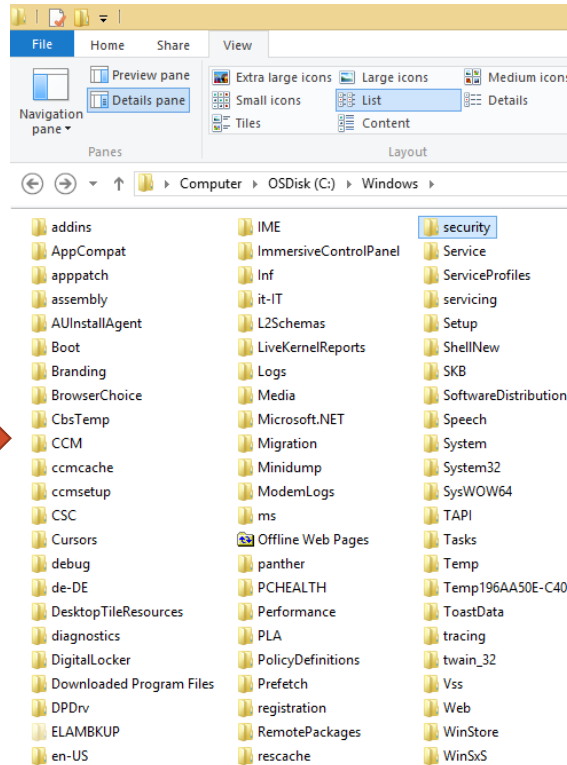 File Home Share View
Preview pane
Details pane
Navigation pane
Panes
Extra large icons Large icons Medium icons
Small icons List Details
Tiles Content
Layout
Computer OSDisk (C:) Windows
addins
AppCompat
apppatch
assembly
AUInstallAgent
Boot
Branding
BrowserChoice
CbsTemp
CCM
ccmcache
ccmsetup
CSC
Cursors
debug
de-DE
DesktopTileResources
diagnostics
DigitalLocker
Downloaded Program Files
DPDrv
ELAMBKUP
en-US
IME
ImmersiveControlPanel
Inf
it-IT
L2Schemas
LiveKernelReports
Logs
Media
Microsoft.NET
Migration
Minidump
ModemLogs
ms
Offline Web Pages
panther
PCHEALTH
Performance
PLA
PolicyDefinitions
Prefetch
registration
RemotePackages
rescache
security
Service
ServiceProfiles
servicing
Setup
ShellNew
SKB
SoftwareDistribution
Speech
System
System32
SysWOW64
TAPI
Tasks
Temp
Temp196AA50E-C40
ToastData
tracing
twain_32
Vss
Web
WinStore
WinSxS